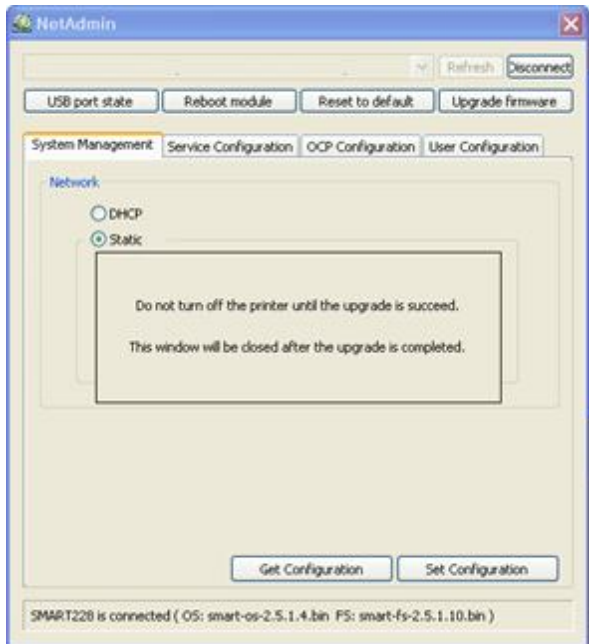 NetAdmin
Refresh Disconnect
USB port state Reboot module Reset to default Upgrade firmware
System Management Service Configuration OCP Configuration User Configuration
Network
DHCP
Static
Do not turn off the printer until the upgrade is succeed.
This window will be closed after the upgrade is completed.
Get Configuration Set Configuration
SMART228 is connected ( OS: smart-os-2.5.1.4.bin FS: smart-fs-2.5.1.10.bin )